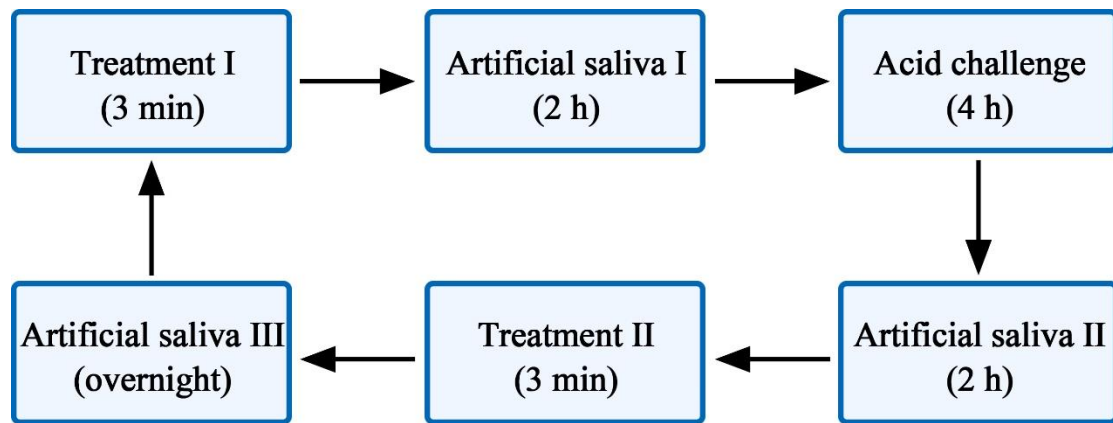 Treatment I
(3 min)
Artificial saliva I
(2 h)
Acid challenge
(4 h)
Artificial saliva III
(overnight)
Treatment II
(3 min)
Artificial saliva II
(2 h)